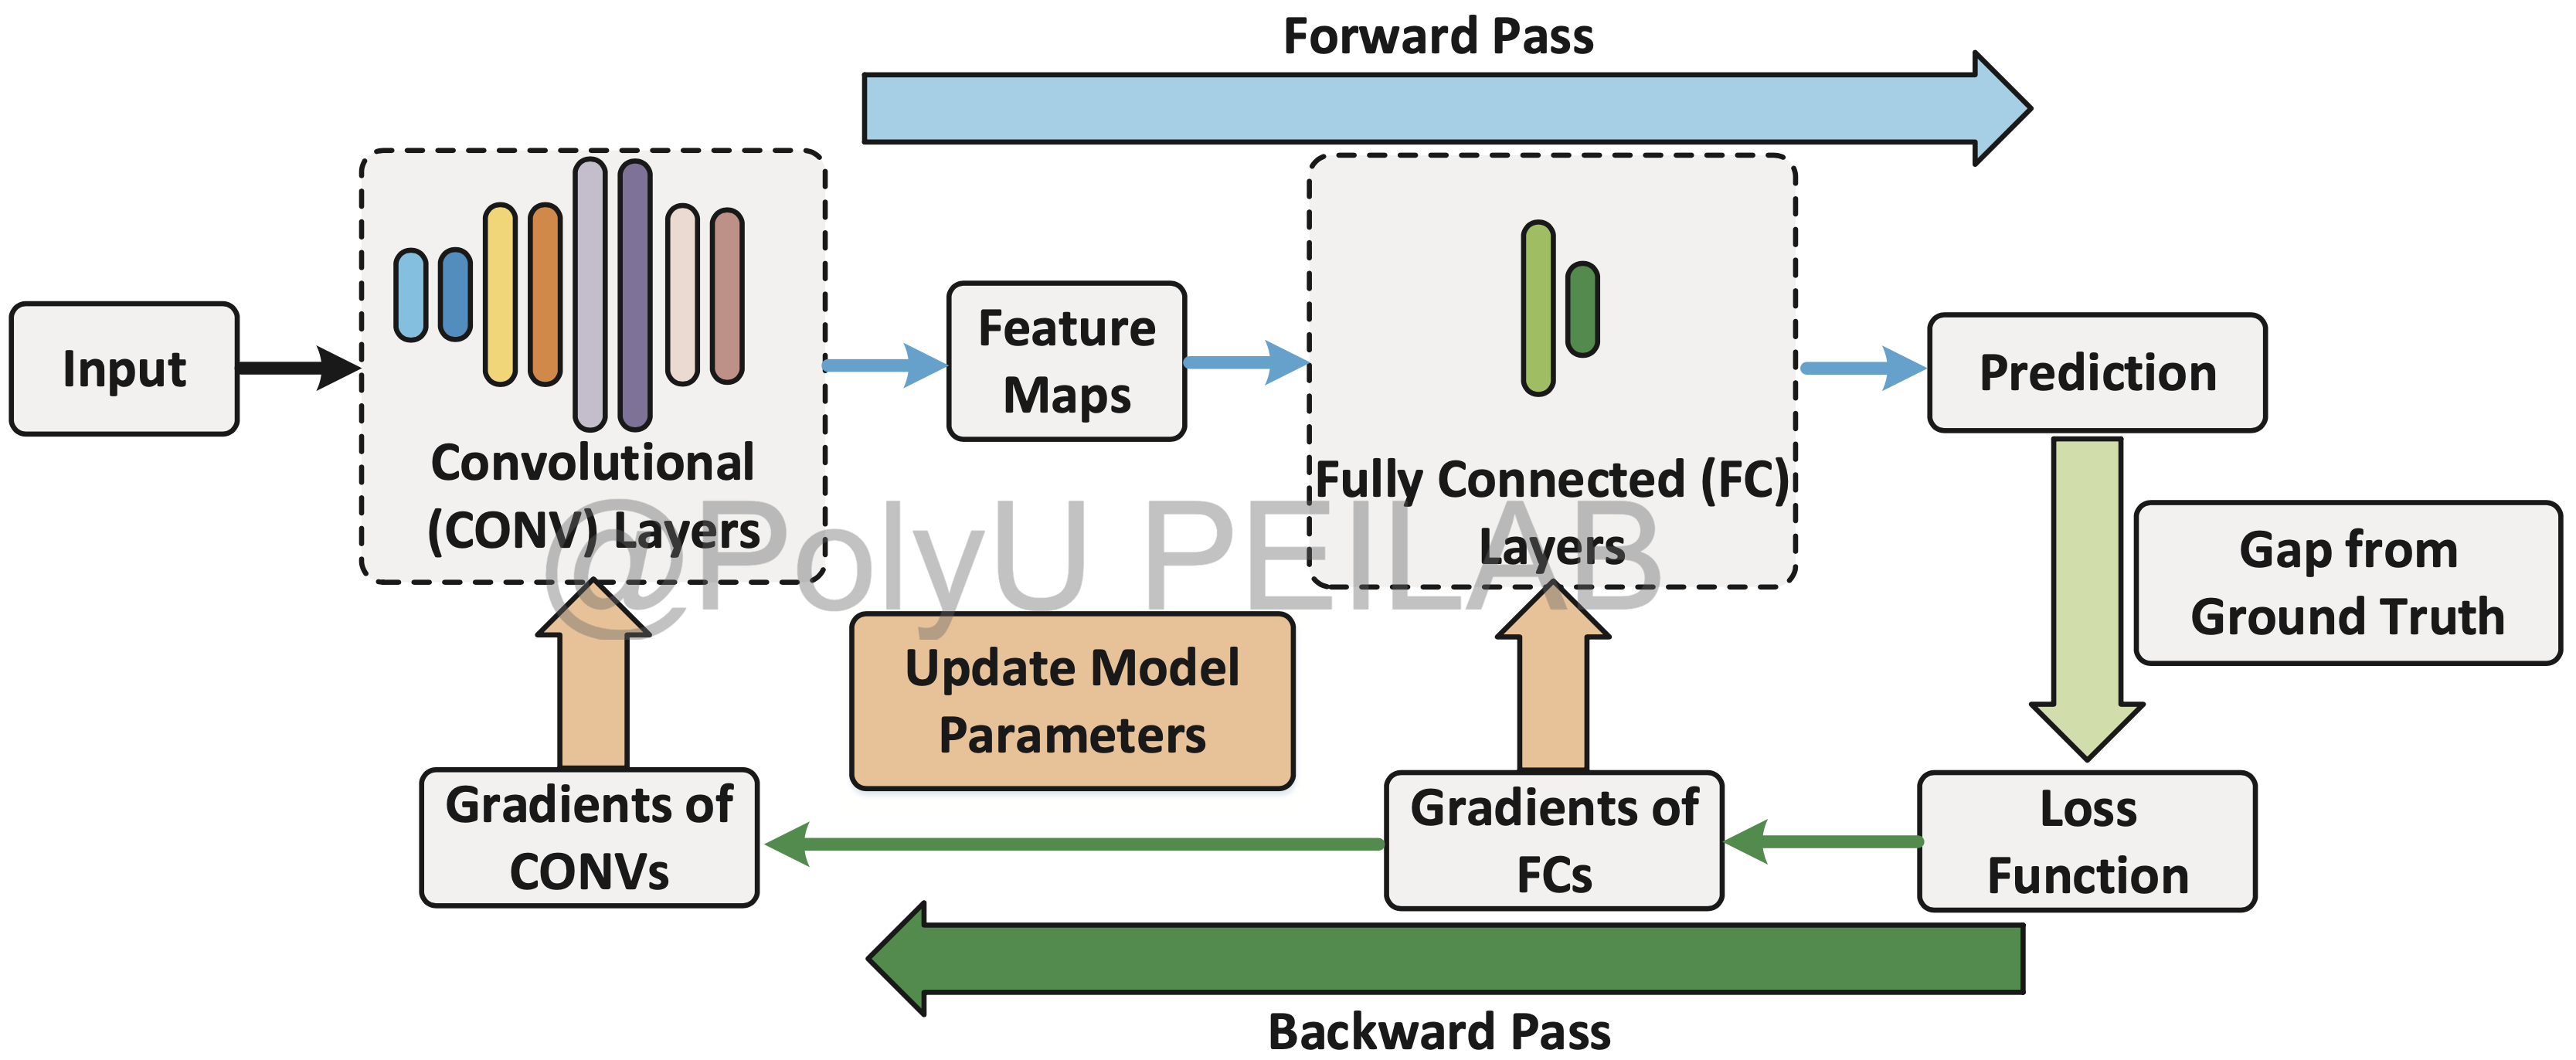 Forward Pass
Input
Convolutional
(CONV) Layers
Feature
Maps
Fully Connected (FC)
Layers
Prediction
Gap from
Ground Truth
@PolyU PEILAB
Update Model
Parameters
Gradients of
CONVs
Gradients of
FCs
Loss
Function
Backward Pass